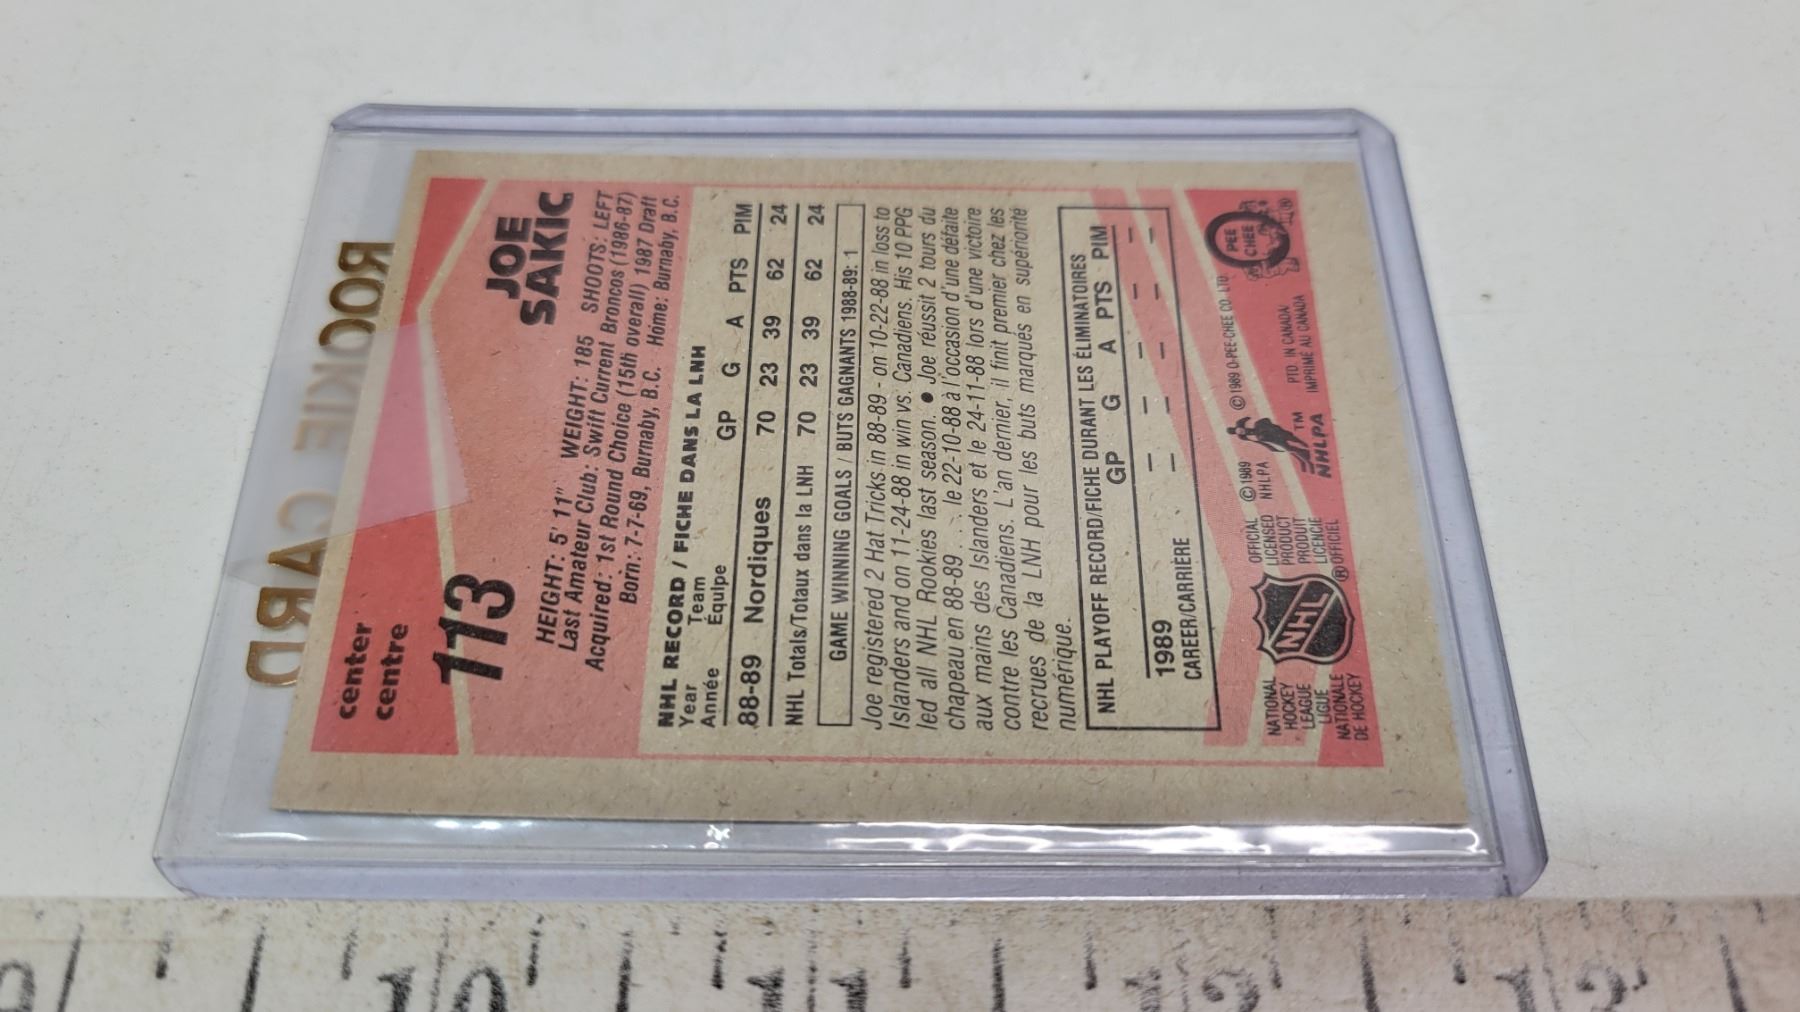 ROOKIE CARD
center
centre
113
JOE
SAKIC
HEIGHT: 5' 11" WEIGHT: 185 SHOOTS: LEFT
Last Amateur Club: Swift Current Broncos (1986-87)
Acquired: 1st Round Choice (15th overall) 1987 Draft
Born: 7-7-69, Burnaby, B.C. Home: Burnaby, B.C.
NHL RECORD / FICHE DANS LA LNH
Year Team
Année Équipe GP G A PTS PIM
88-89 Nordiques 70 23 39 62 24
NHL Totals/Totaux dans la LNH 70 23 39 62 24
GAME WINNING GOALS / BUTS GAGNANTS 1988-89: 1
Joe registered 2 Hat Tricks in 88-89 - on 10-22-88 in loss to
Islanders and on 11-24-88 in win vs. Canadiens. His 10 PPG
led all NHL Rookies last season. • Joe réussit 2 tours du
chapeau en 88-89 ... le 22-10-88 à l'occasion d'une défaite
aux mains des Islanders et le 24-11-88 lors d'une victoire
contre les Canadiens. L'an dernier, il finit premier chez les
recrues de la LNH pour les buts marqués en supériorité
numérique.
NHL PLAYOFF RECORD/FICHE DURANT LES ÉLIMINATOIRES
GP G A PTS PIM
1989 – – – – –
CAREER/CARRIÈRE – – – – –
NATIONAL
HOCKEY
LEAGUE
LIGUE
NATIONALE
DE HOCKEY
NHL
OFFICIAL
LICENSED
PRODUCT
PRODUIT
LICENCIE
OFFICIEL
®
© 1989
NHLPA
TM
NHLPA
© 1989 O-PEE-CHEE CO. LTD.
PTD. IN CANADA
IMPRIMÉ AU CANADA
O
PEE
CHEE
®